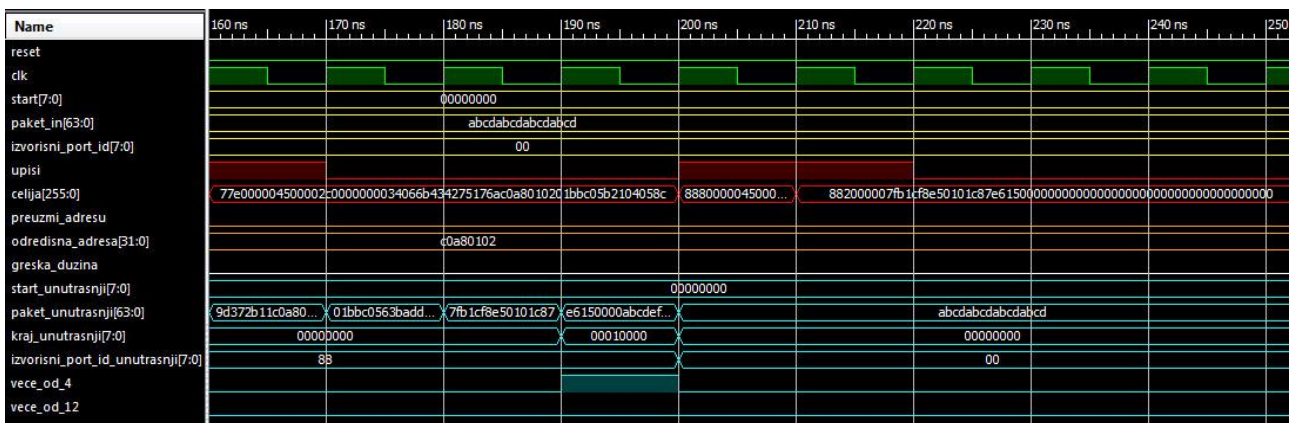 Name 160 ns 170 ns 180 ns 190 ns 200 ns 210 ns 220 ns 230 ns 240 ns 250
reset
clk
start[7:0] 00000000
paket_in[63:0] abcdabcdabcdabcd
izvorisni_port_id[7:0] 00
upisi
celija[255:0] 77e000004500002c0000000034066b434275176ac0a8010201bbc05b2104058c 8880000045000... 882000007fb1cf8e50101c87e6150000000000000000000000000000000000
preuzmi_adresu
odredisna_adresa[31:0] c0a80102
greska_duzina
start_unutrasnji[7:0] 00000000
paket_unutrasnji[63:0] 9d372b11c0a80... 01bbc0563badd... 7fb1cf8e50101c87 e6150000abcdef... abcdabcdabcdabcd
kraj_unutrasnji[7:0] 00000000 00010000 00000000
izvorisni_port_id_unutrasnji[7:0] 88 00
vece_od_4
vece_od_12